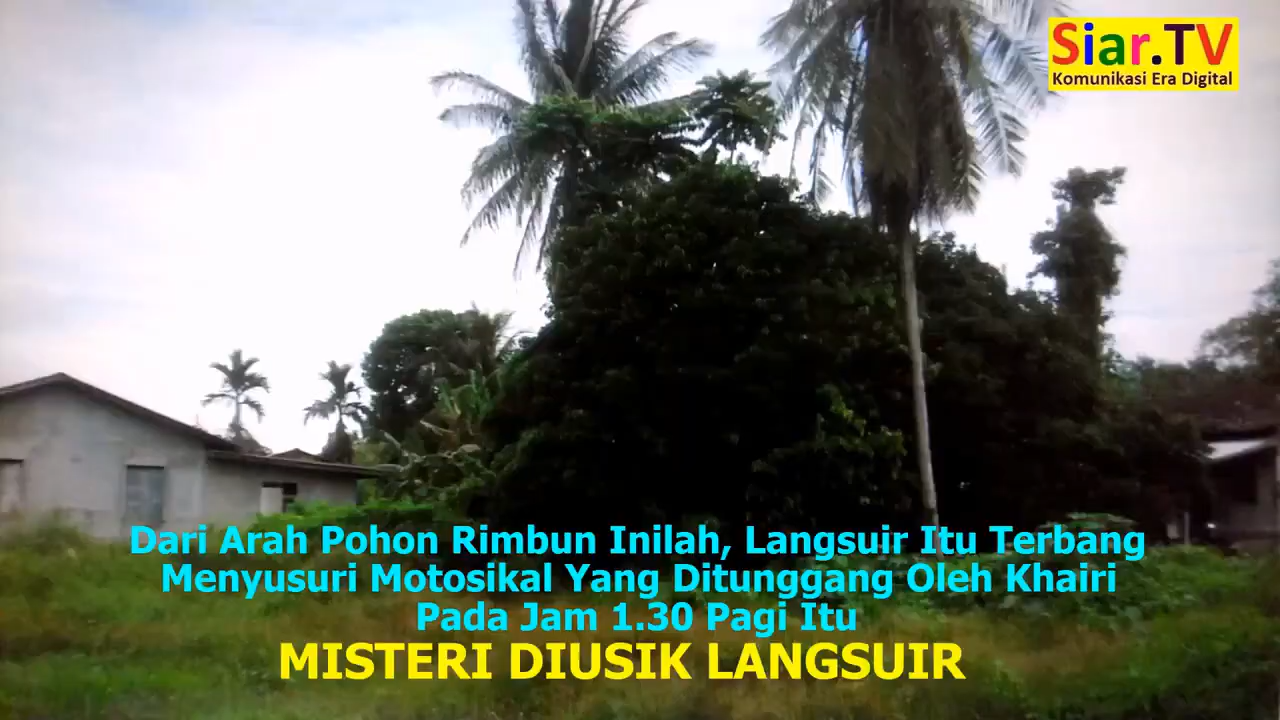 Siar.TV
Komunikasi Era Digital
Dari Arah Pohon Rimbun Inilah, Langsuir Itu Terbang
Menyusuri Motosikal Yang Ditunggang Oleh Khairi
Pada Jam 1.30 Pagi Itu
MISTERI DIUSIK LANGSUIR